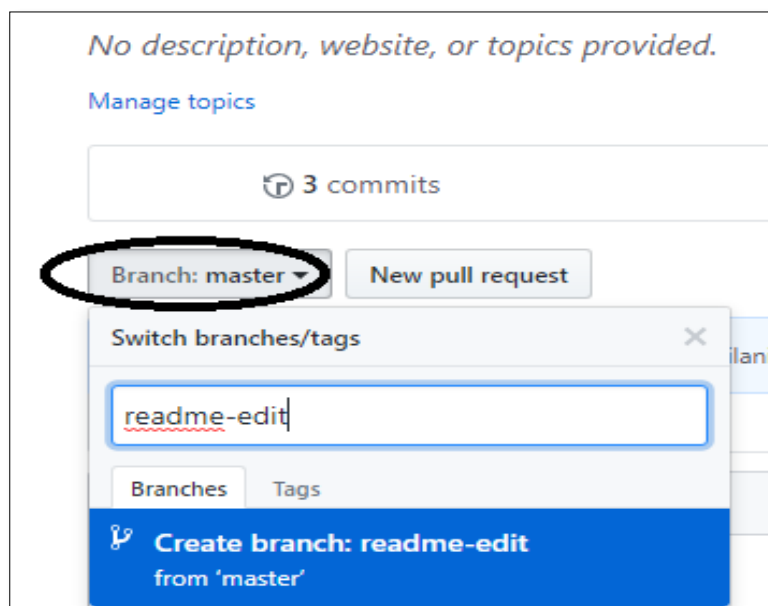 No description, website, or topics provided.
Manage topics
3 commits
Branch: master
New pull request
Switch branches/tags
readme-edit
Branches
Tags
Create branch: readme-edit
from ‘master’